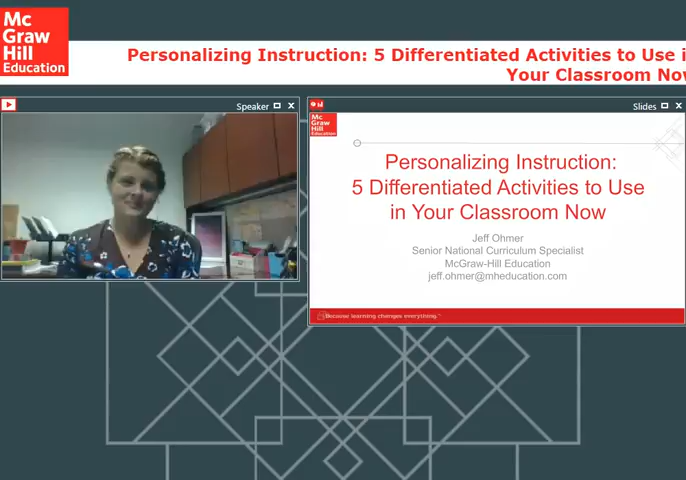 Mc
Graw
Hill
Education
Personalizing Instruction: 5 Differentiated Activities to Use i
Your Classroom Nov
Speaker
Slides
Mc
Graw
Hill
Education
Personalizing Instruction:
5 Differentiated Activities to Use
in Your Classroom Now
Jeff Ohmer
Senior National Curriculum Specialist
McGraw-Hill Education
jeff.ohmer@mheducation.com
Because learning changes everything.™